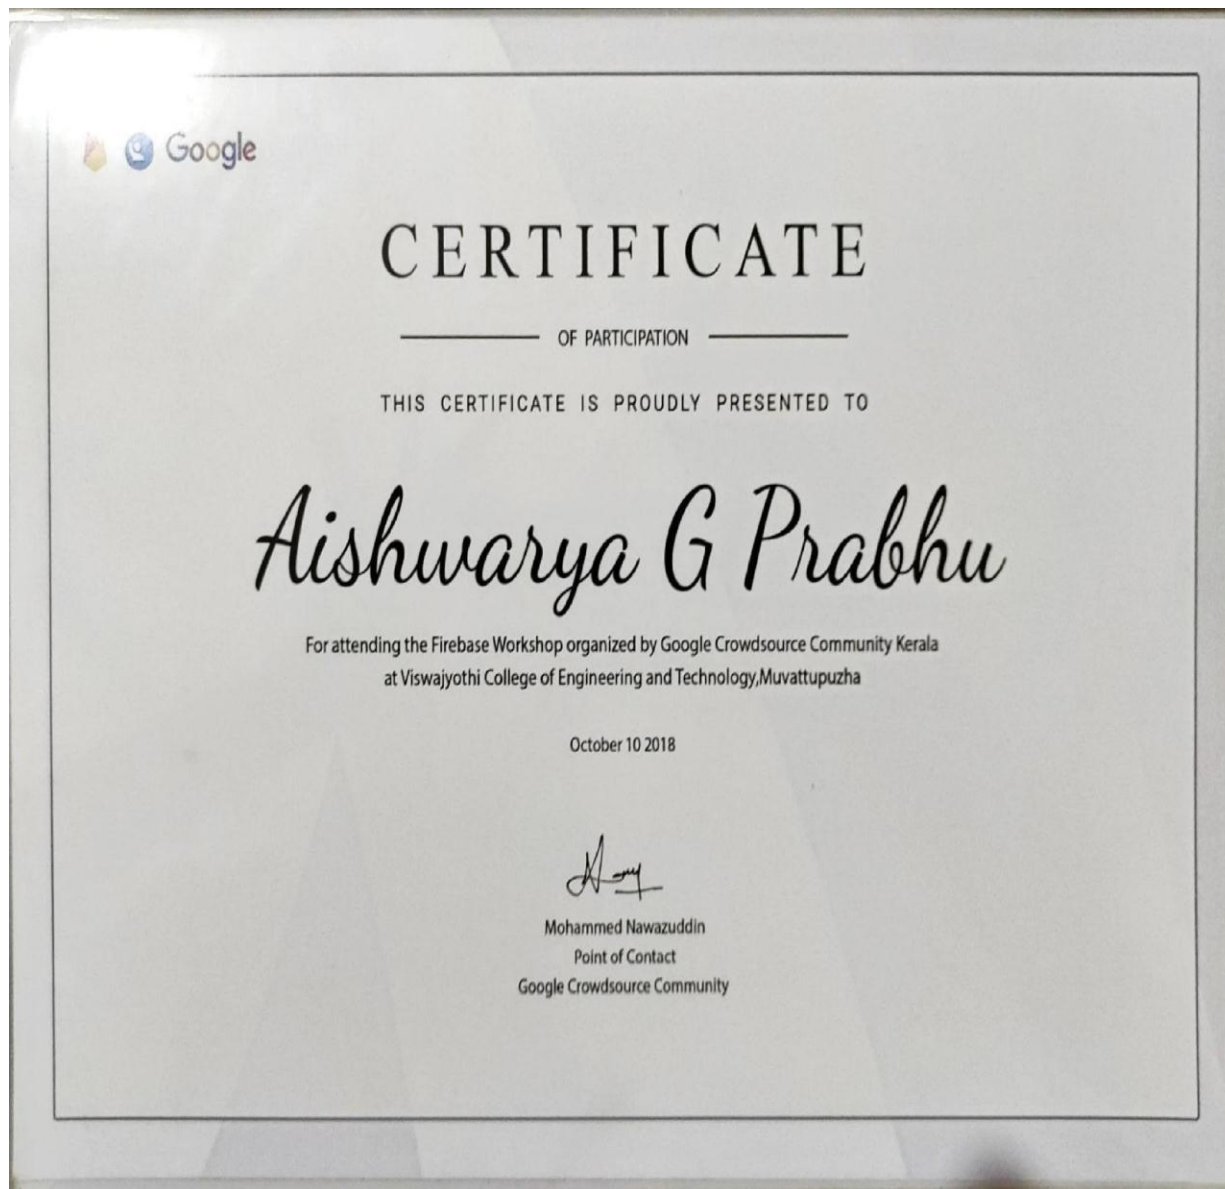 Google
CERTIFICATE
OF PARTICIPATION
THIS CERTIFICATE IS PROUDLY PRESENTED TO
Aishwarya G Prabhu
For attending the Firebase Workshop organized by Google Crowdsource Community Kerala
at Viswajyothi College of Engineering and Technology,Muvattupuzha
October 10 2018
Mohammed Nawazuddin
Point of Contact
Google Crowdsource Community